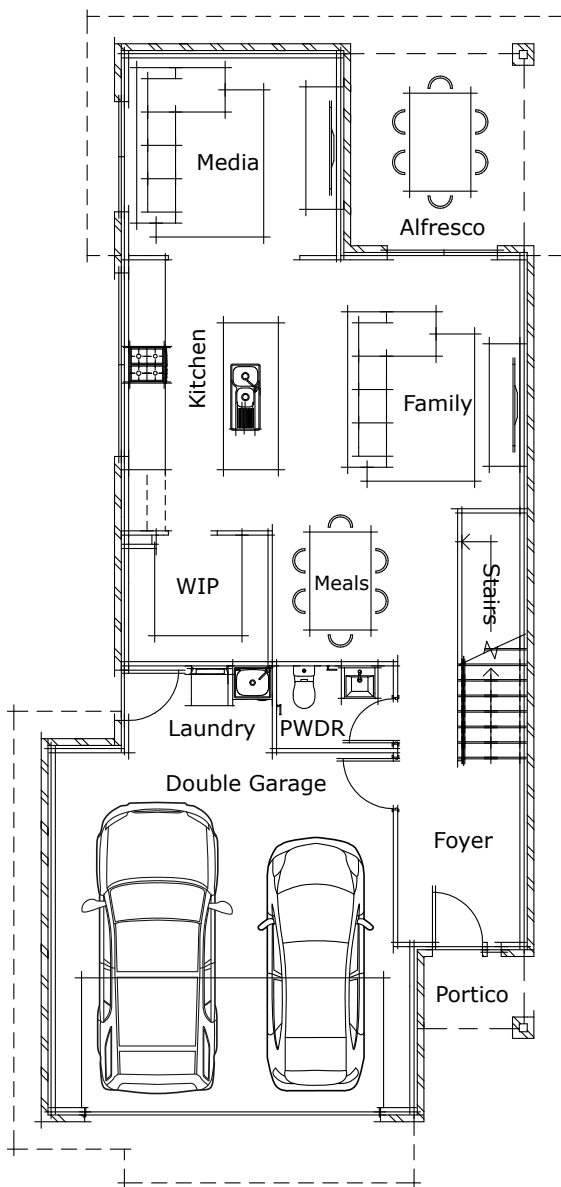 Media
Alfresco
Kitchen
Family
WIP
Meals
Stairs
Laundry
PWDR
Double Garage
Foyer
Portico